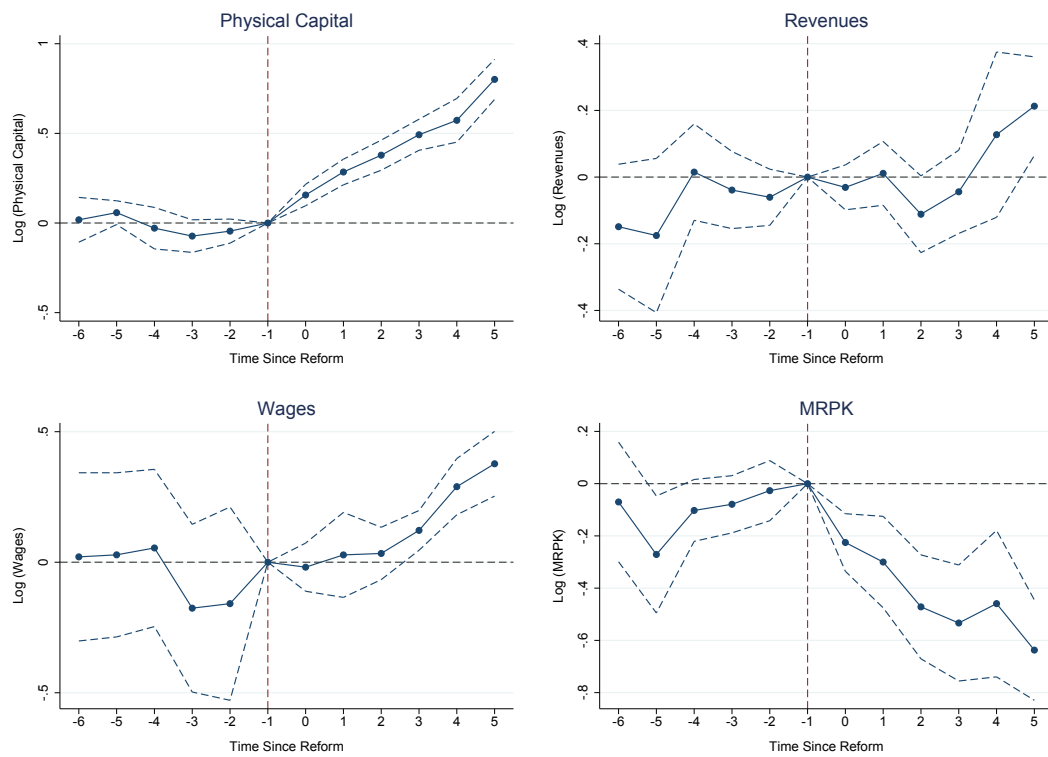 Physical Capital
Log (Physical Capital)
1
.5
0
-.5
-6 -5 -4 -3 -2 -1 0 1 2 3 4 5
Time Since Reform
Revenues
Log (Revenues)
.4
.2
0
-.2
-.4
-6 -5 -4 -3 -2 -1 0 1 2 3 4 5
Time Since Reform
Wages
Log (Wages)
.5
0
-.5
-6 -5 -4 -3 -2 -1 0 1 2 3 4 5
Time Since Reform
MRPK
Log (MRPK)
.2
0
-.2
-.4
-.6
-.8
-6 -5 -4 -3 -2 -1 0 1 2 3 4 5
Time Since Reform